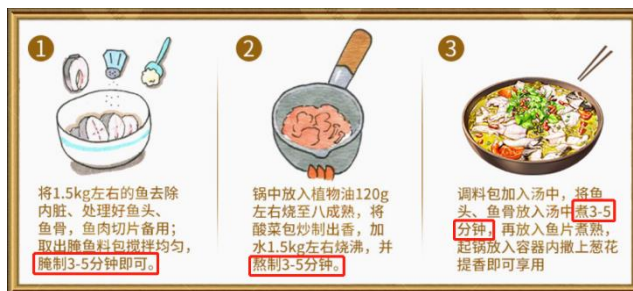 1
将1.5kg左右的鱼去除
内脏、处理好鱼头、
鱼骨，鱼肉切片备用；
取出腌鱼料包搅拌均匀，
腌制3-5分钟即可。
2
锅中放入植物油120g
左右烧至八成熟，将
酸菜包炒制出香，加
水1.5kg左右烧沸，并
熬制3-5分钟。
3
调料包加入汤中，将鱼
头、鱼骨放入汤中煮3-5
分钟，再放入鱼片煮熟，
起锅放入容器内撒上葱花
提香即可享用